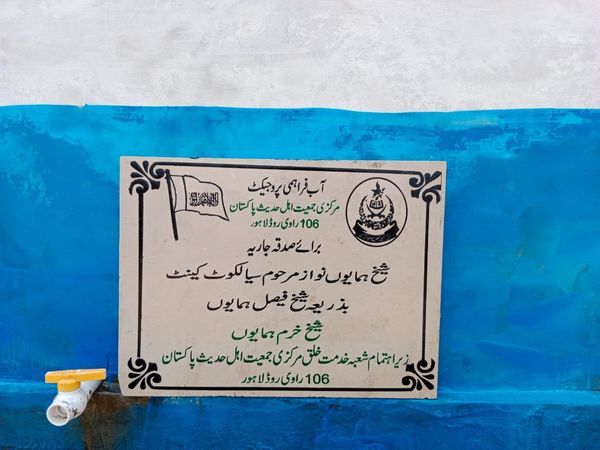 آب فراہمی پروجیکٹ
مرکزی جمعیت اہل حدیث پاکستان
106 راوی روڈ لاہور
برائے صدقہ جاریہ
شیخ ہمایوں نواز مرحوم سیالکوٹ کینٹ
بذریعہ شیخ فیصل ہمایوں
شیخ خرم ہمایوں
زیر اہتمام شعبہ خدمت خلق مرکزی جمعیت اہل حدیث پاکستان
106 راوی روڈ لاہور